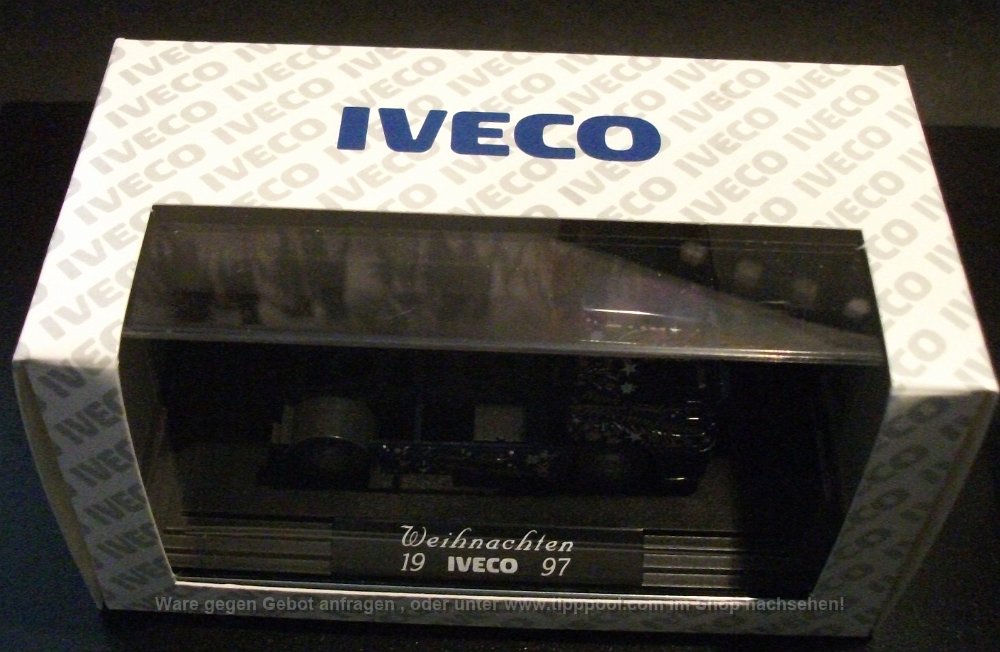 IVECO
Weihnachten
19 IVECO 97
Ware gegen Gebot anfragen , oder unter www.tipppool.com im Shop nachsehen!